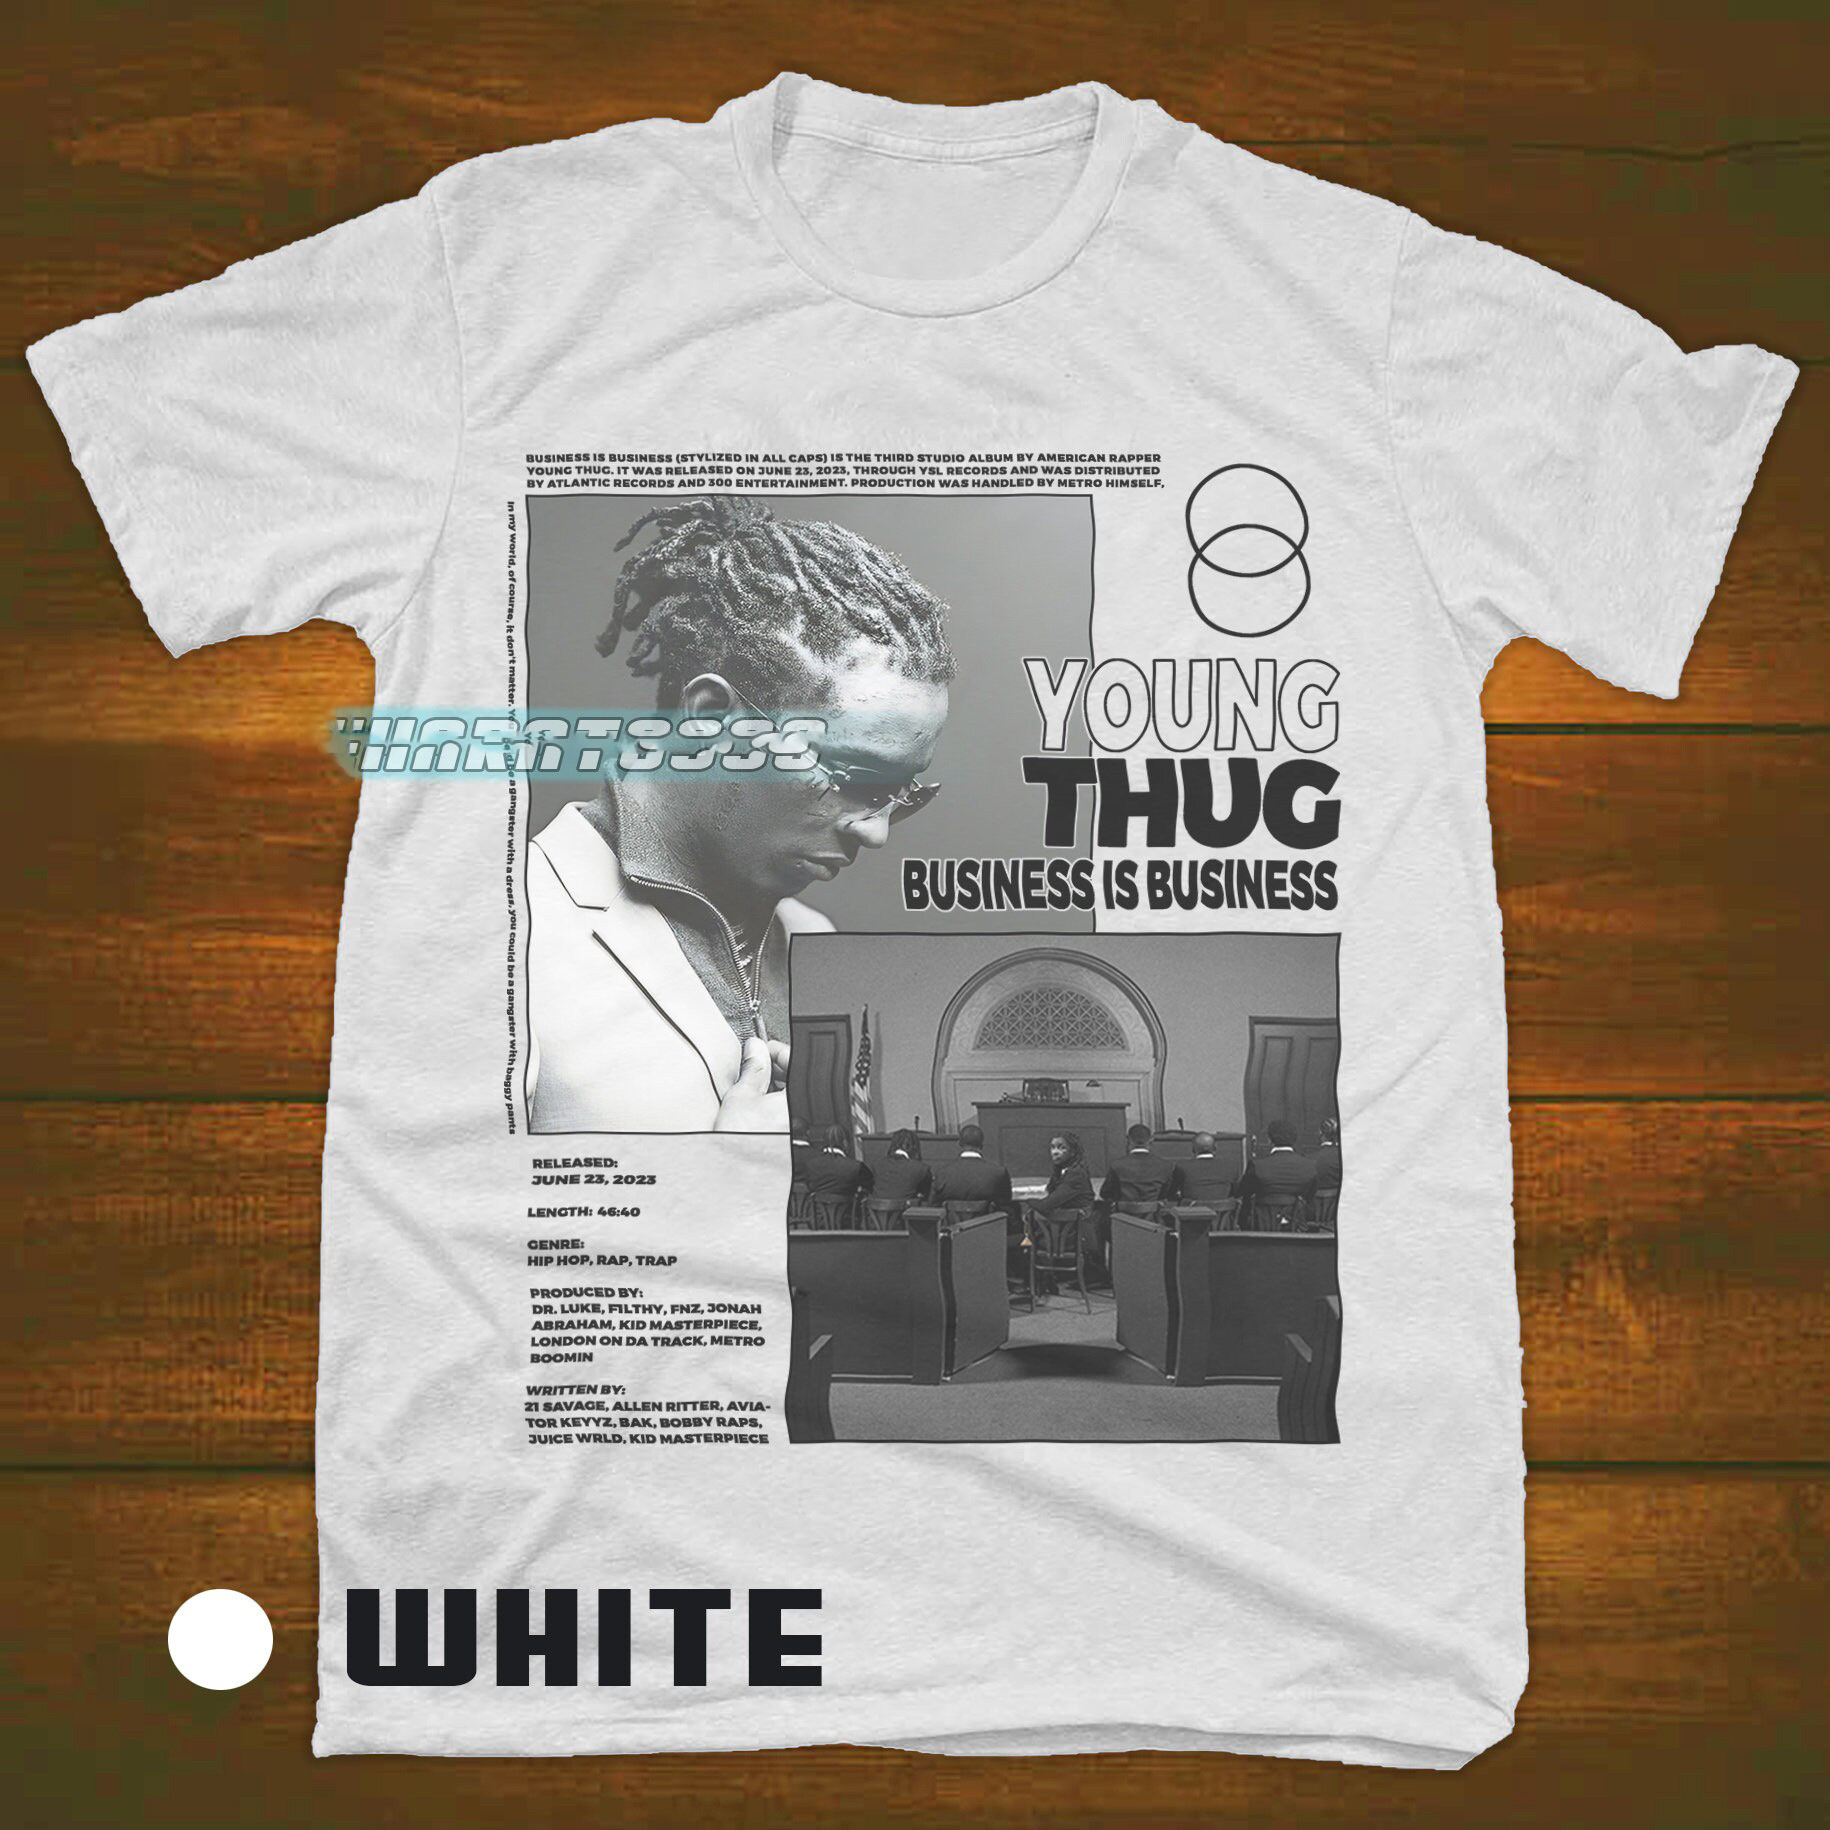 BUSINESS IS BUSINESS (STYLIZED IN ALL CAPS) IS THE THIRD STUDIO ALBUM BY AMERICAN RAPPER
YOUNG THUG. IT WAS RELEASED ON JUNE 23, 2023, THROUGH YSL RECORDS AND WAS DISTRIBUTED
BY ATLANTIC RECORDS AND 300 ENTERTAINMENT. PRODUCTION WAS HANDLED BY METRO HIMSELF,
In my world, of course, it don't matter. You could be a gangster with a dress, you could be a gangster with baggy pants
YOUNG
THUG
BUSINESS IS BUSINESS
RELEASED:
JUNE 23, 2023
LENGTH: 46:40
GENRE:
HIP HOP, RAP, TRAP
PRODUCED BY:
DR. LUKE, F1LTHY, FNZ, JONAH
ABRAHAM, KID MASTERPIECE,
LONDON ON DA TRACK, METRO
BOOMIN
WRITTEN BY:
21 SAVAGE, ALLEN RITTER, AVIA-
TOR KEYYZ, BAK, BOBBY RAPS,
JUICE WRLD, KID MASTERPIECE
WHITE